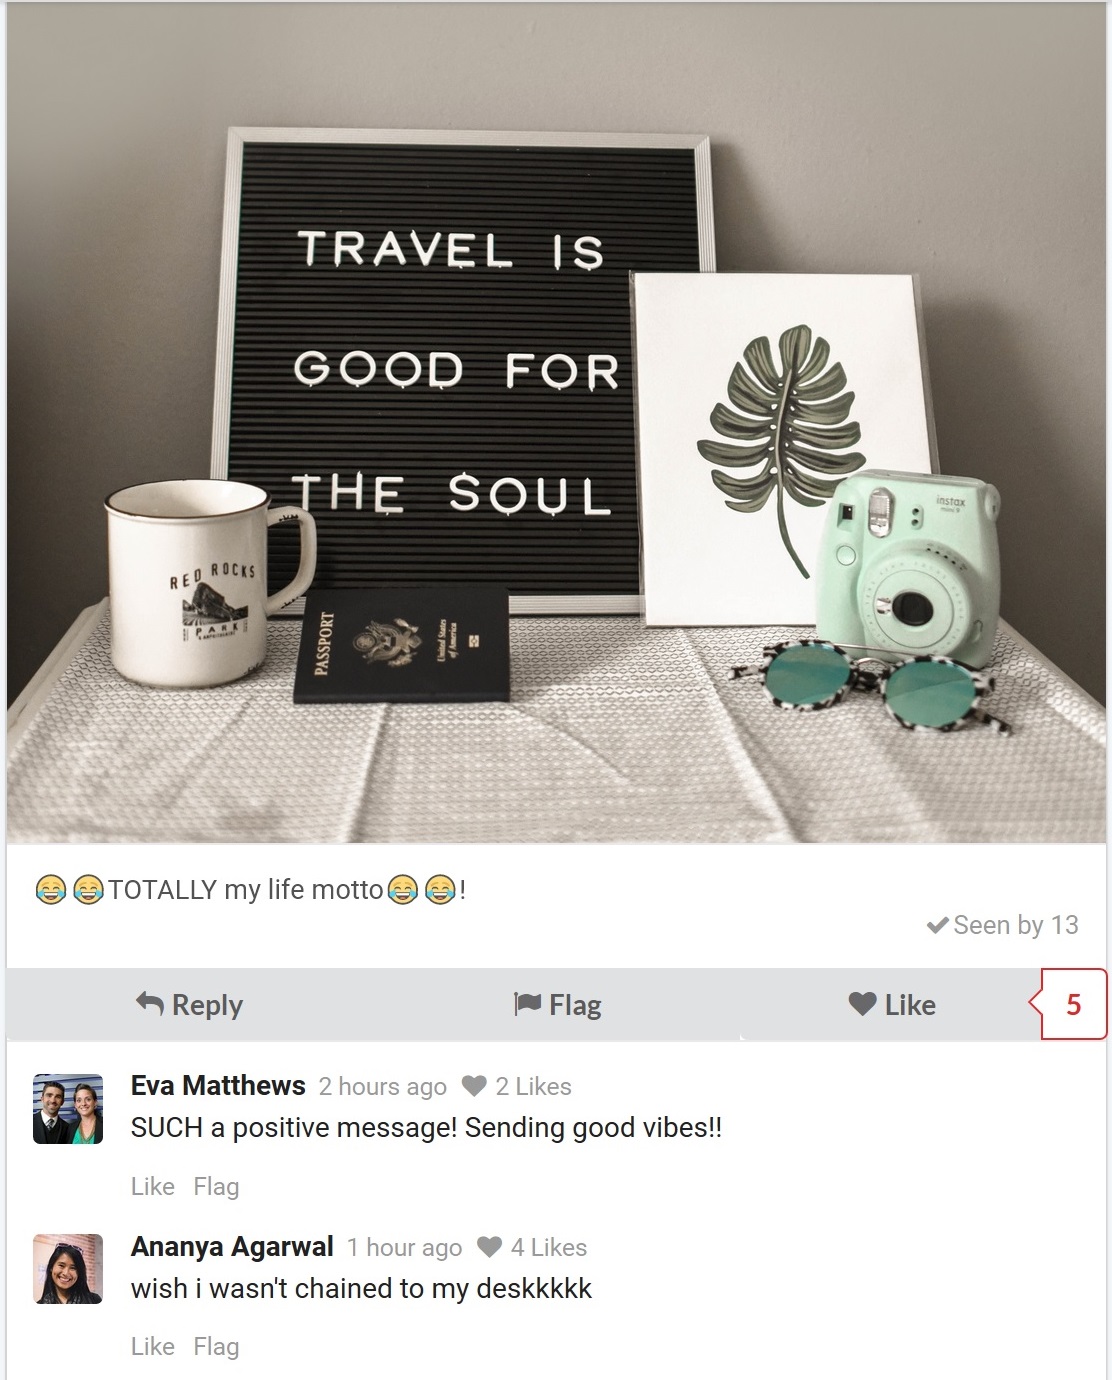 TRAVEL IS
GOOD FOR
THE SOUL
RED ROCKS
PARK
PASSPORT
United States
of America
instax
mini 9
😂😂TOTALLY my life motto😂😂!
Seen by 13
Reply
Flag
Like
5
Eva Matthews 2 hours ago 2 Likes
SUCH a positive message! Sending good vibes!!
Like Flag
Ananya Agarwal 1 hour ago 4 Likes
wish i wasn't chained to my deskkkkk
Like Flag